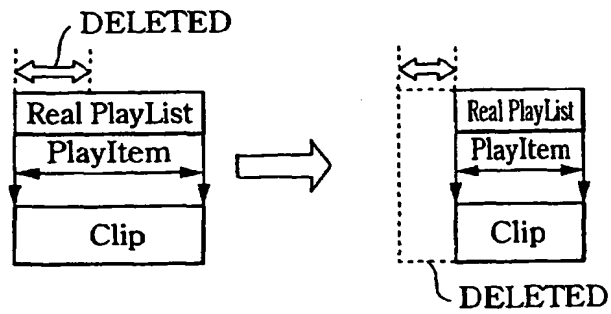 DELETED
Real PlayList
PlayItem
Clip
Real PlayList
PlayItem
Clip
DELETED